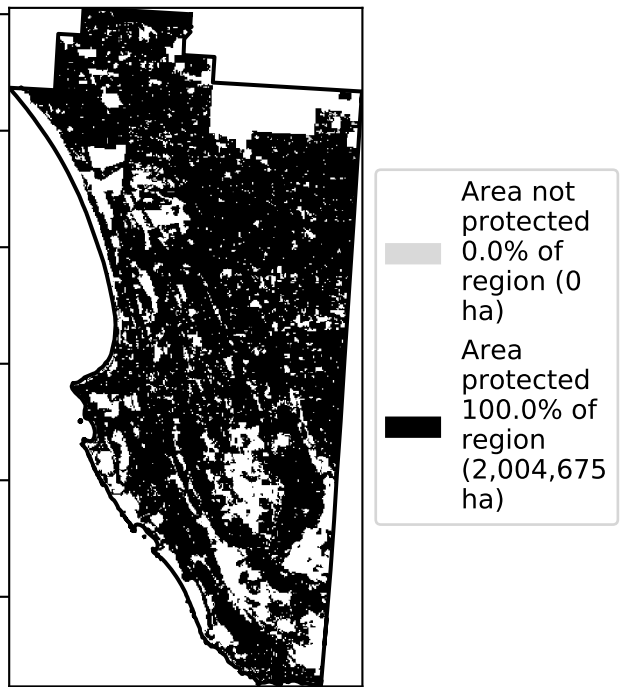 Area not
protected
0.0% of
region (0
ha)
Area
protected
100.0% of
region
(2,004,675
ha)